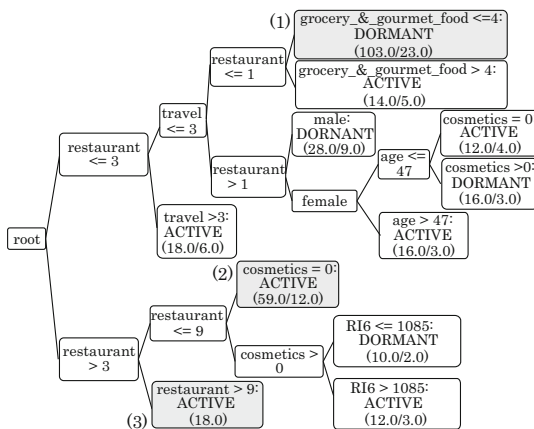 (1)
grocery_&_gourmet_food <=4:
DORMANT
(103.0/23.0)
restaurant
<= 1
grocery_&_gourmet_food > 4:
ACTIVE
(14.0/5.0)
travel
<= 3
male:
DORNANT
(28.0/9.0)
cosmetics = 0
ACTIVE
(12.0/4.0)
restaurant
<= 3
age <=
47
restaurant
> 1
cosmetics >0:
DORMANT
(16.0/3.0)
female
travel >3:
ACTIVE
(18.0/6.0)
age > 47:
ACTIVE
(16.0/3.0)
root
(2)
cosmetics = 0:
ACTIVE
(59.0/12.0)
restaurant
<= 9
RI6 <= 1085:
DORMANT
(10.0/2.0)
restaurant
> 3
cosmetics >
0
restaurant > 9:
ACTIVE
(18.0)
RI6 > 1085:
ACTIVE
(12.0/3.0)
(3)